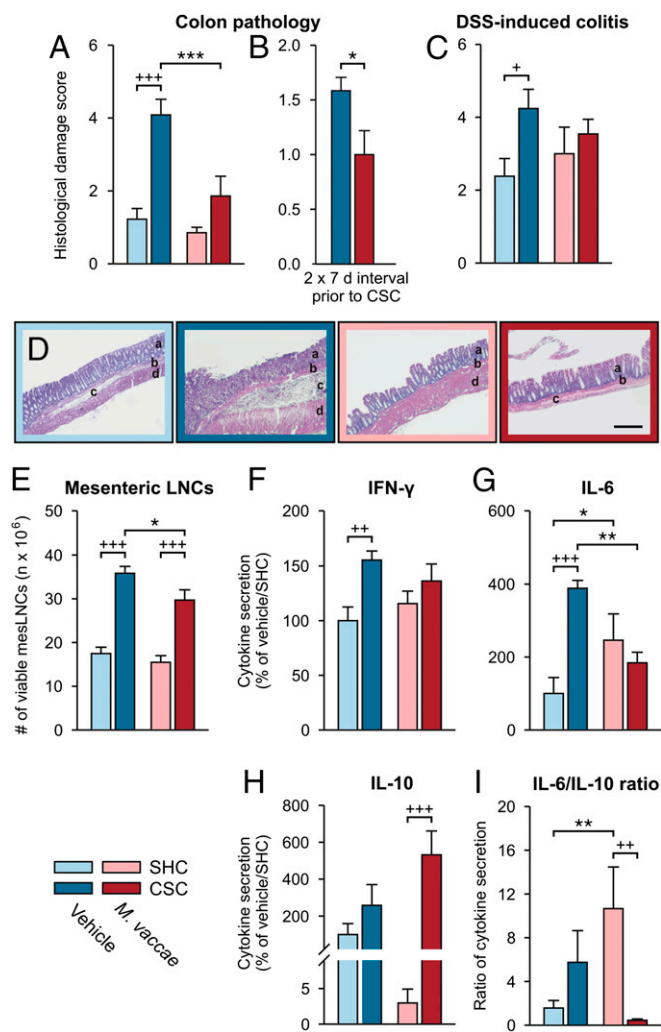 Colon pathology
DSS-induced colitis
A
B
C
Histological damage score
6
4
2
0
+++
***
2.0
1.5
1.0
0.5
0.0
*
2 x 7 d interval
prior to CSC
6
4
2
0
+
D
a
b
d
c
a
b
c
d
a
b
d
a
b
c
E
Mesenteric LNCs
# of viable mesLNCs (n x 10⁶)
50
40
30
20
10
0
+++
*
+++
F
IFN-γ
Cytokine secretion
(% of vehicle/SHC)
200
150
100
50
0
++
G
IL-6
600
400
200
0
*
+++
**
H
IL-10
Cytokine secretion
(% of vehicle/SHC)
800
600
400
200
5
0
+++
I
IL-6/IL-10 ratio
Ratio of cytokine secretion
20
16
12
8
4
0
**
++
SHC
CSC
Vehicle
M. vaccae